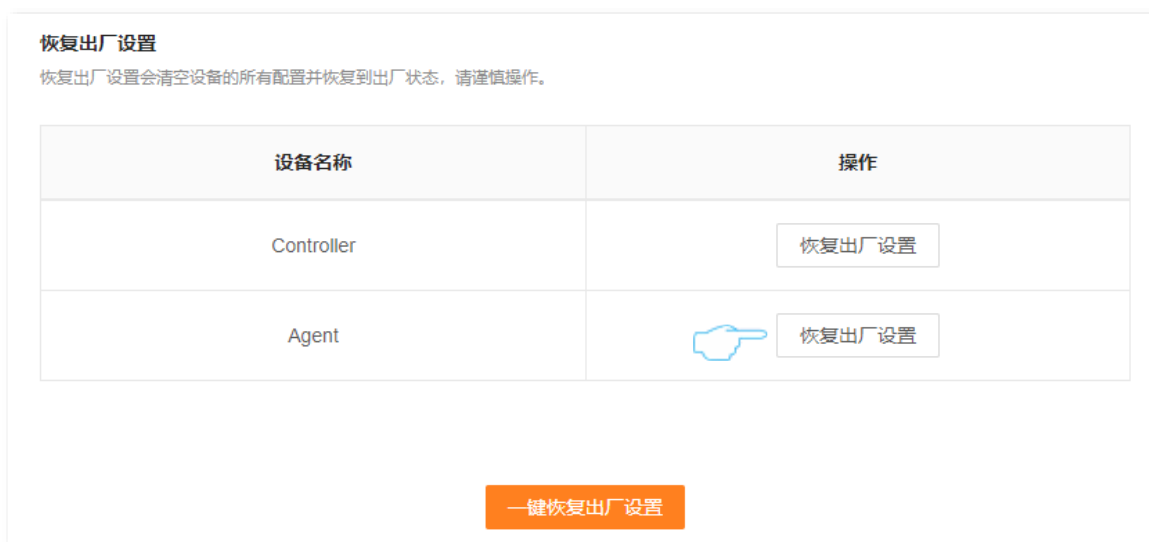 恢复出厂设置
恢复出厂设置会清空设备的所有配置并恢复到出厂状态，请谨慎操作。
设备名称 操作
Controller 恢复出厂设置
Agent 恢复出厂设置
一键恢复出厂设置